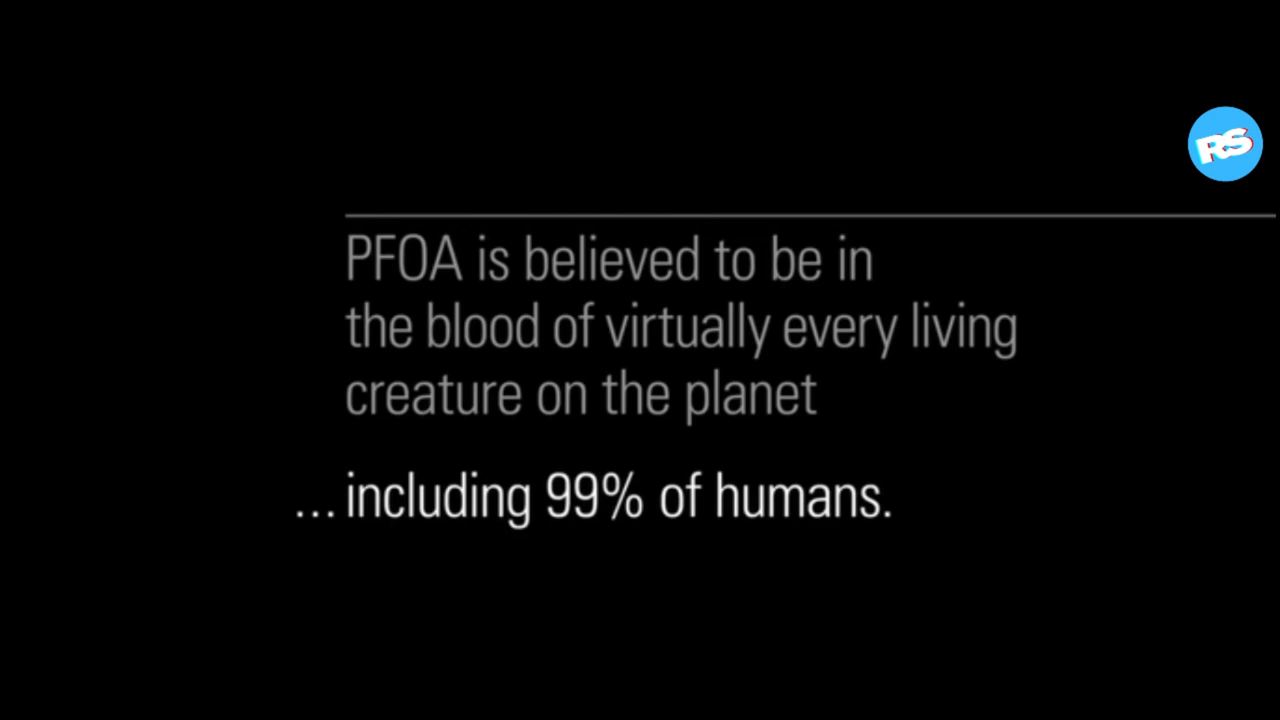 RS
PFOA is believed to be in
the blood of virtually every living
creature on the planet
...including 99% of humans.